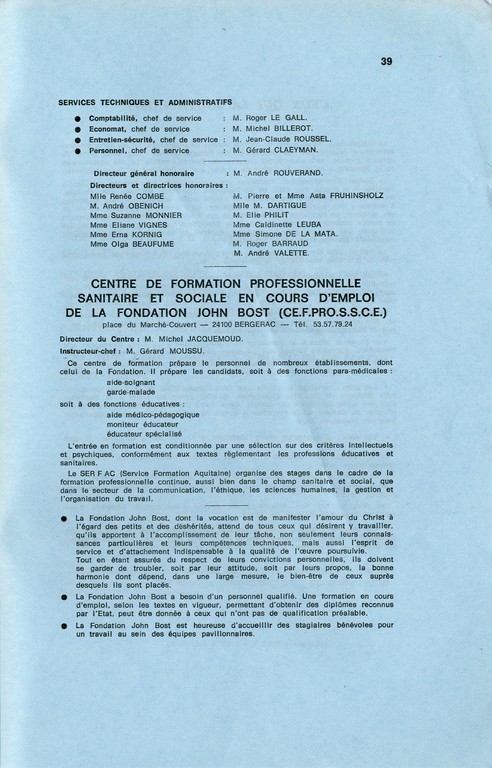 39
SERVICES TECHNIQUES ET ADMINISTRATIFS
● Comptabilité, chef de service : M. Roger LE GALL.
● Economat, chef de service : M. Michel BILLEROT.
● Entretien-sécurité, chef de service : M. Jean-Claude ROUSSEL.
● Personnel, chef de service : M. Gérard CLAEYMAN.
Directeur général honoraire : M. André ROUVERAND.
Directeurs et directrices honoraires :
Mlle Renée COMBE M. Pierre et Mme Asta FRUHINSHOLZ
M. André OBENICH Mlle M. DARTIGUE
Mme Suzanne MONNIER M. Elie PHILIT
Mme Eliane VIGNES Mme Caldinette LEUBA
Mme Erna KORNIG Mme Simone DE LA MATA.
Mme Olga BEAUFUME M. Roger BARRAUD
M. André VALETTE.
CENTRE DE FORMATION PROFESSIONNELLE
SANITAIRE ET SOCIALE EN COURS D'EMPLOI
DE LA FONDATION JOHN BOST (CE.F.PRO.S.S.C.E.)
place du Marché-Couvert — 24100 BERGERAC — Tél. 53.57.79.24
Directeur du Centre : M. Michel JACQUEMOUD.
Instructeur-chef : M. Gérard MOUSSU.
Ce centre de formation prépare le personnel de nombreux établissements, dont
celui de la Fondation. Il prépare les candidats, soit à des fonctions para-médicales :
aide-soignant
garde-malade
soit à des fonctions éducatives :
aide médico-pédagogique
moniteur éducateur
éducateur spécialisé
L'entrée en formation est conditionnée par une sélection sur des critères intellectuels
et psychiques, conformément aux textes règlementant les professions éducatives et
sanitaires.
Le SER F AC (Service Formation Aquitaine) organise des stages dans le cadre de la
formation professionnelle continue, aussi bien dans le champ sanitaire et social, que
dans le secteur de la communication, l'éthique, les sciences humaines, la gestion et
l'organisation du travail.
● La Fondation John Bost, dont la vocation est de manifester l'amour du Christ à
l'égard des petits et des déshérités, attend de tous ceux qui désirent y travailler,
qu'ils apportent à l'accomplissement de leur tâche, non seulement leurs connais-
sances particulières et leurs compétences techniques, mais aussi l'esprit de
service et d'attachement indispensable à la qualité de l'œuvre poursuivie.
Tout en étant assurés du respect de leurs convictions personnelles, ils doivent
se garder de troubler, soit par leur attitude, soit par leurs propos, la bonne
harmonie dont dépend, dans une large mesure, le bien-être de ceux auprès
desquels ils sont placés.
● La Fondation John Bost a besoin d'un personnel qualifié. Une formation en cours
d'emploi, selon les textes en vigueur, permettant d'obtenir des diplômes reconnus
par l'Etat, peut être donnée à ceux qui n'ont pas de qualification préalable.
● La Fondation John Bost est heureuse d'accueillir des stagiaires bénévoles pour
un travail au sein des équipes pavillonnaires.